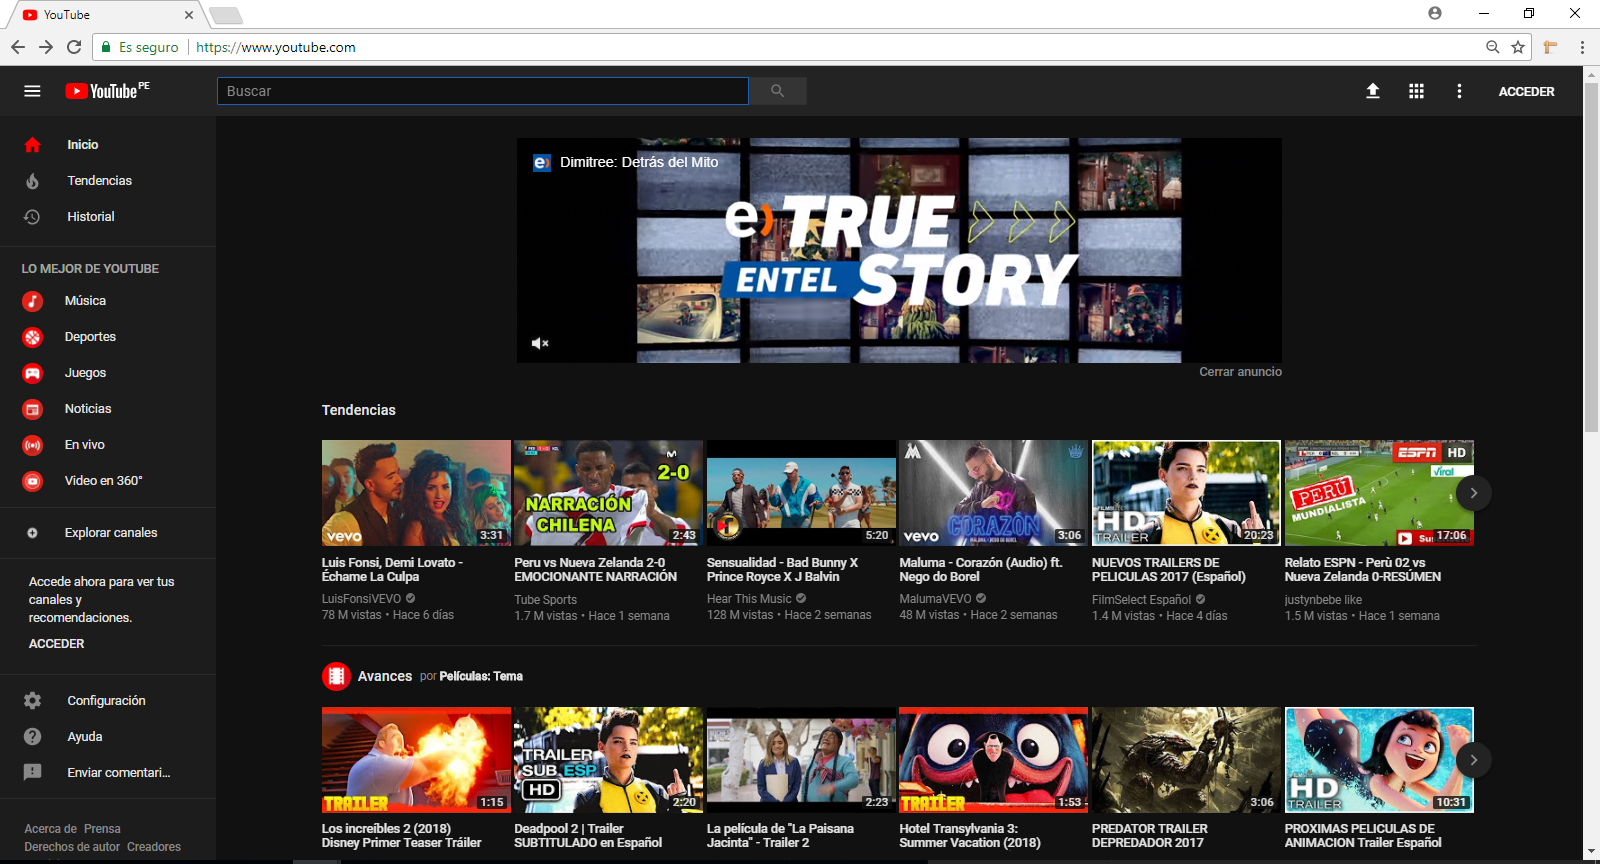 YouTube
Es seguro
https://www.youtube.com
YouTube PE
Buscar
ACCEDER
Inicio
Tendencias
Historial
LO MEJOR DE YOUTUBE
Música
Deportes
Juegos
Noticias
En vivo
Video en 360°
Explorar canales
Accede ahora para ver tus
canales y
recomendaciones.
ACCEDER
Configuración
Ayuda
Enviar comentari...
Acerca de Prensa
Derechos de autor Creadores
e) Dimitree: Detrás del Mito
e) TRUE
ENTEL STORY
Cerrar anuncio
Tendencias
vevo
3:31
2-0
NARRACIÓN
CHILENA
2:43
5:20
M
CORAZÓN
vevo
3:06
HD
TRAILER
20:23
ESPN HD
Viral
PERÚ
MUNDIALISTA
17:06
Luis Fonsi, Demi Lovato -
Échame La Culpa
LuisFonsiVEVO
78 M vistas • Hace 6 días
Peru vs Nueva Zelanda 2-0
EMOCIONANTE NARRACIÓN
Tube Sports
1.7 M vistas • Hace 1 semana
Sensualidad - Bad Bunny X
Prince Royce X J Balvin
Hear This Music
128 M vistas • Hace 2 semanas
Maluma - Corazón (Audio) ft.
Nego do Borel
MalumaVEVO
48 M vistas • Hace 2 semanas
NUEVOS TRAILERS DE
PELICULAS 2017 (Español)
FilmSelect Español
1.4 M vistas • Hace 4 días
Relato ESPN - Perù 02 vs
Nueva Zelanda 0-RESÚMEN
justynbebe like
1.5 M vistas • Hace 1 semana
Avances por Películas: Tema
TRAILER
1:15
TRAILER
SUB ESP
HD
2:20
2:23
TRAILER
1:53
3:06
HD
TRAILER
10:31
Los increíbles 2 (2018)
Disney Primer Teaser Tráiler
Deadpool 2 | Trailer
SUBTITULADO en Español
La película de "La Paisana
Jacinta" - Trailer 2
Hotel Transylvania 3:
Summer Vacation (2018)
PREDATOR TRAILER
DEPREDADOR 2017
PROXIMAS PELICULAS DE
ANIMACION Trailer Español